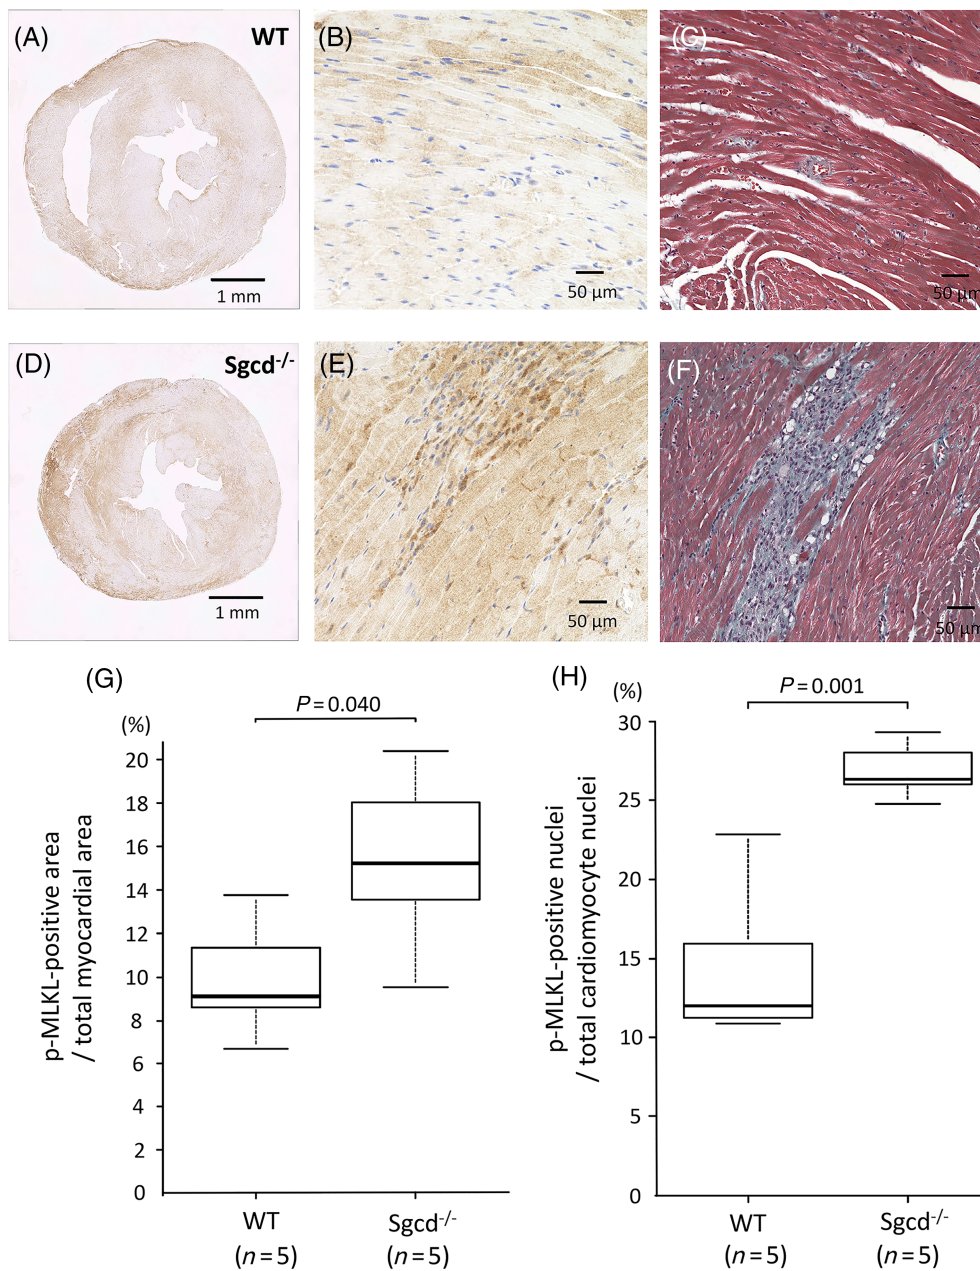 (A) WT
1 mm
(B)
50 µm
(C)
50 µm
(D) Sgcd-/-
1 mm
(E)
50 µm
(F)
50 µm
(G)
P = 0.040
(%)
20
18
16
14
12
10
8
6
4
2
0
p-MLKL-positive area
/ total myocardial area
WT
(n = 5)
Sgcd-/-
(n = 5)
(H)
P = 0.001
(%)
30
25
20
15
10
5
0
p-MLKL-positive nuclei
/ total cardiomyocyte nuclei
WT
(n = 5)
Sgcd-/-
(n = 5)